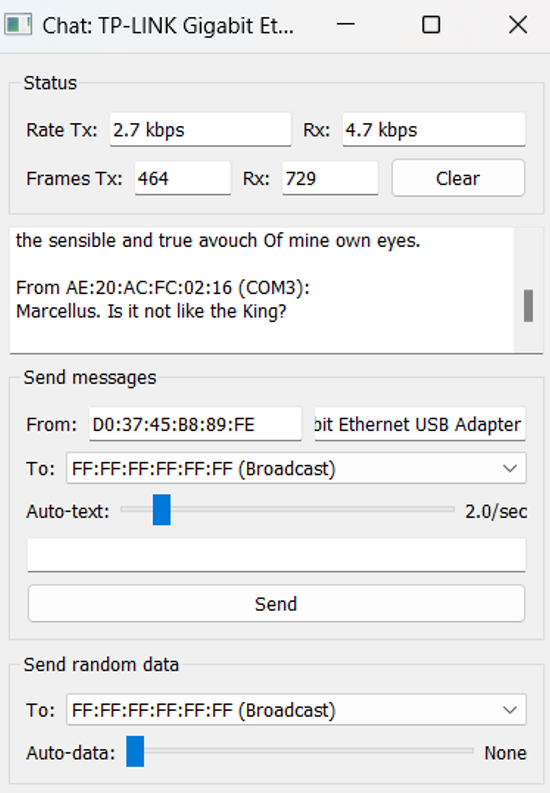 Chat: TP-LINK Gigabit Et...
Status
Rate Tx: 2.7 kbps Rx: 4.7 kbps
Frames Tx: 464 Rx: 729 Clear
the sensible and true avouch Of mine own eyes.
From AE:20:AC:FC:02:16 (COM3):
Marcellus. Is it not like the King?
Send messages
From: D0:37:45:B8:89:FE bit Ethernet USB Adapter
To: FF:FF:FF:FF:FF:FF (Broadcast)
Auto-text: 2.0/sec
Send
Send random data
To: FF:FF:FF:FF:FF:FF (Broadcast)
Auto-data: None